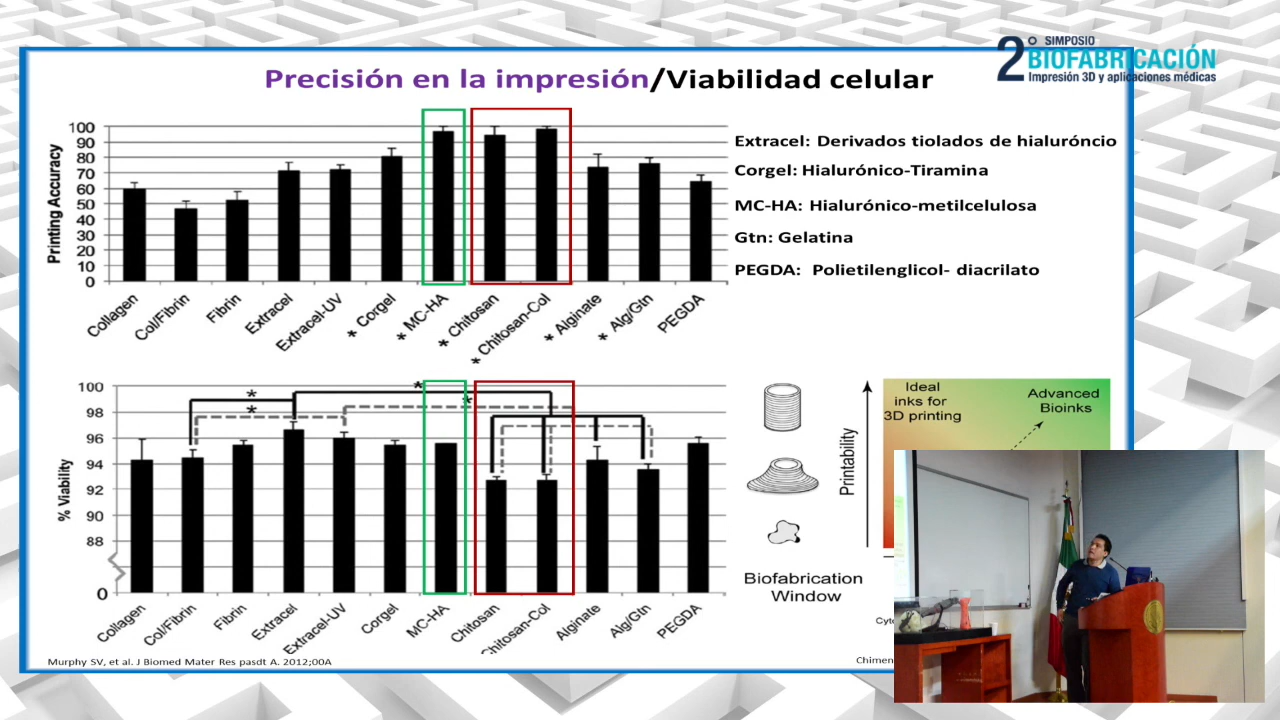 2° SIMPOSIO
BIOFABRICACIÓN
Impresión 3D y aplicaciones médicas
Precisión en la impresión/Viabilidad celular
Printing Accuracy
100
90
80
70
60
50
40
30
20
10
0
Collagen
Col/Fibrin
Fibrin
Extracel
Extracel-UV
* Corgel
* MC-HA
* Chitosan
* Chitosan-Col
* Alginate
* Alg/Gtn
PEGDA
Extracel: Derivados tiolados de hialuróncio
Corgel: Hialurónico-Tiramina
MC-HA: Hialurónico-metilcelulosa
Gtn: Gelatina
PEGDA: Polietilenglicol- diacrilato
% Viability
100
98
96
94
92
90
88
0
*
*
*
*
Collagen
Col/Fibrin
Fibrin
Extracel
Extracel-UV
Corgel
MC-HA
Chitosan
Chitosan-Col
Alginate
Alg/Gtn
PEGDA
Printability
Ideal
inks for
3D printing
Advanced
Bioinks
Biofabrication
Window
Cyt
Murphy SV, et al. J Biomed Mater Res pasdt A. 2012;00A
Chimen